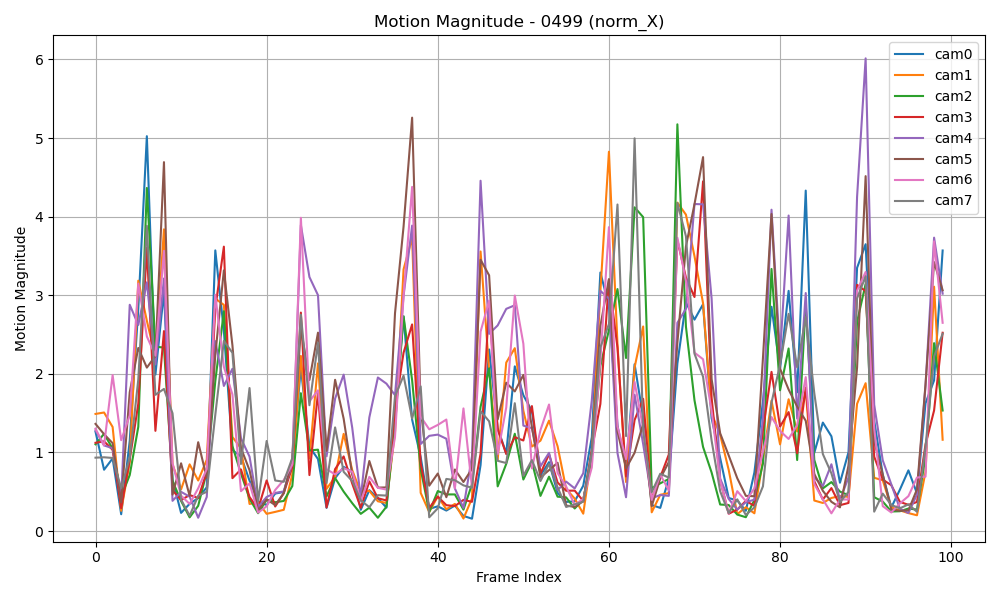 Motion Magnitude - 0499 (norm_X)
Motion Magnitude
6
5
4
3
2
1
0
0 20 40 60 80 100
Frame Index
cam0
cam1
cam2
cam3
cam4
cam5
cam6
cam7